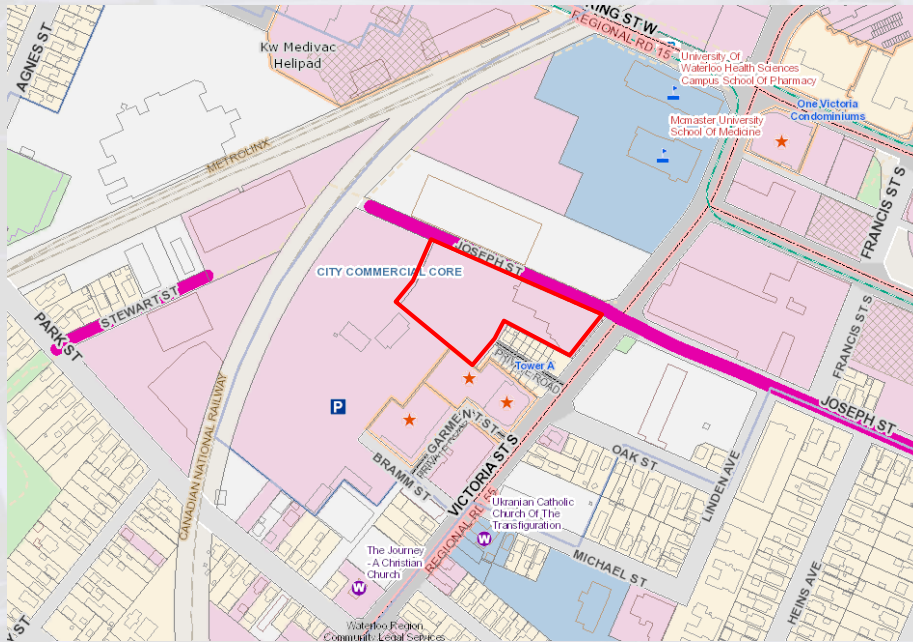 KING ST W
REGIONAL RD 15
AGNES ST
Kw Medivac
Helipad
University Of
Waterloo Health Sciences
Campus School Of Pharmacy
One Victoria
Condominiums
Mcmaster University
School Of Medicine
METROLINX
FRANCIS ST S
JOSEPH ST
CITY COMMERCIAL CORE
STEWART ST
PARK ST
FRANCIS ST S
PRIVATE ROAD
Tower A
CANADIAN NATIONAL RAILWAY
P
JOSEPH ST
GARMENT ST
PRIVATE ROAD
VICTORIA ST S
OAK ST
BRAMM ST
LINDEN AVE
REGIONAL RD 55
Ukranian Catholic
Church Of The
Transfiguration
W
The Journey
- A Christian
Church
W
MICHAEL ST
HEINS AVE
Waterloo Region
Community Legal Services
ST